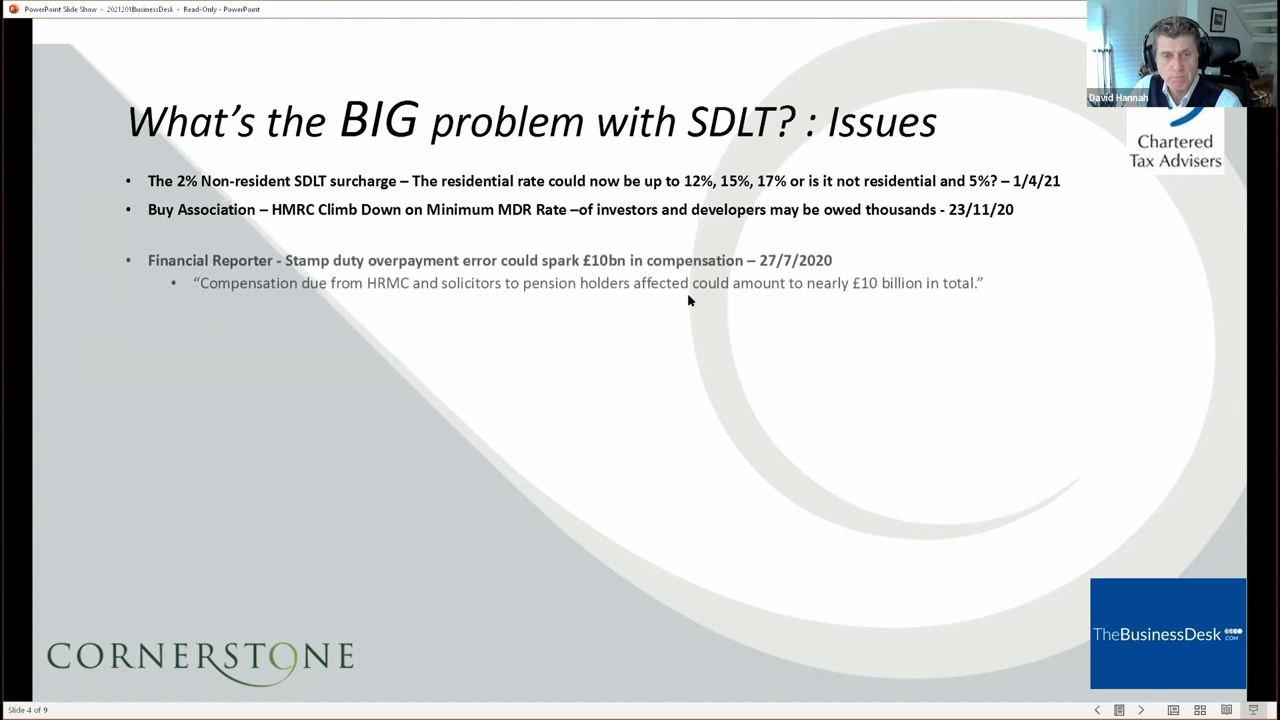 PowerPoint Slide Show - 2021201BusinessDesk - Read-Only - PowerPoint
David Hannah
What's the BIG problem with SDLT? : Issues
Chartered
Tax Advisers
• The 2% Non-resident SDLT surcharge – The residential rate could now be up to 12%, 15%, 17% or is it not residential and 5%? – 1/4/21
• Buy Association – HMRC Climb Down on Minimum MDR Rate –of investors and developers may be owed thousands - 23/11/20
• Financial Reporter - Stamp duty overpayment error could spark £10bn in compensation – 27/7/2020
• “Compensation due from HRMC and solicitors to pension holders affected could amount to nearly £10 billion in total.”
TheBusinessDesk
.COM
CORNERSTONE
Slide 4 of 9